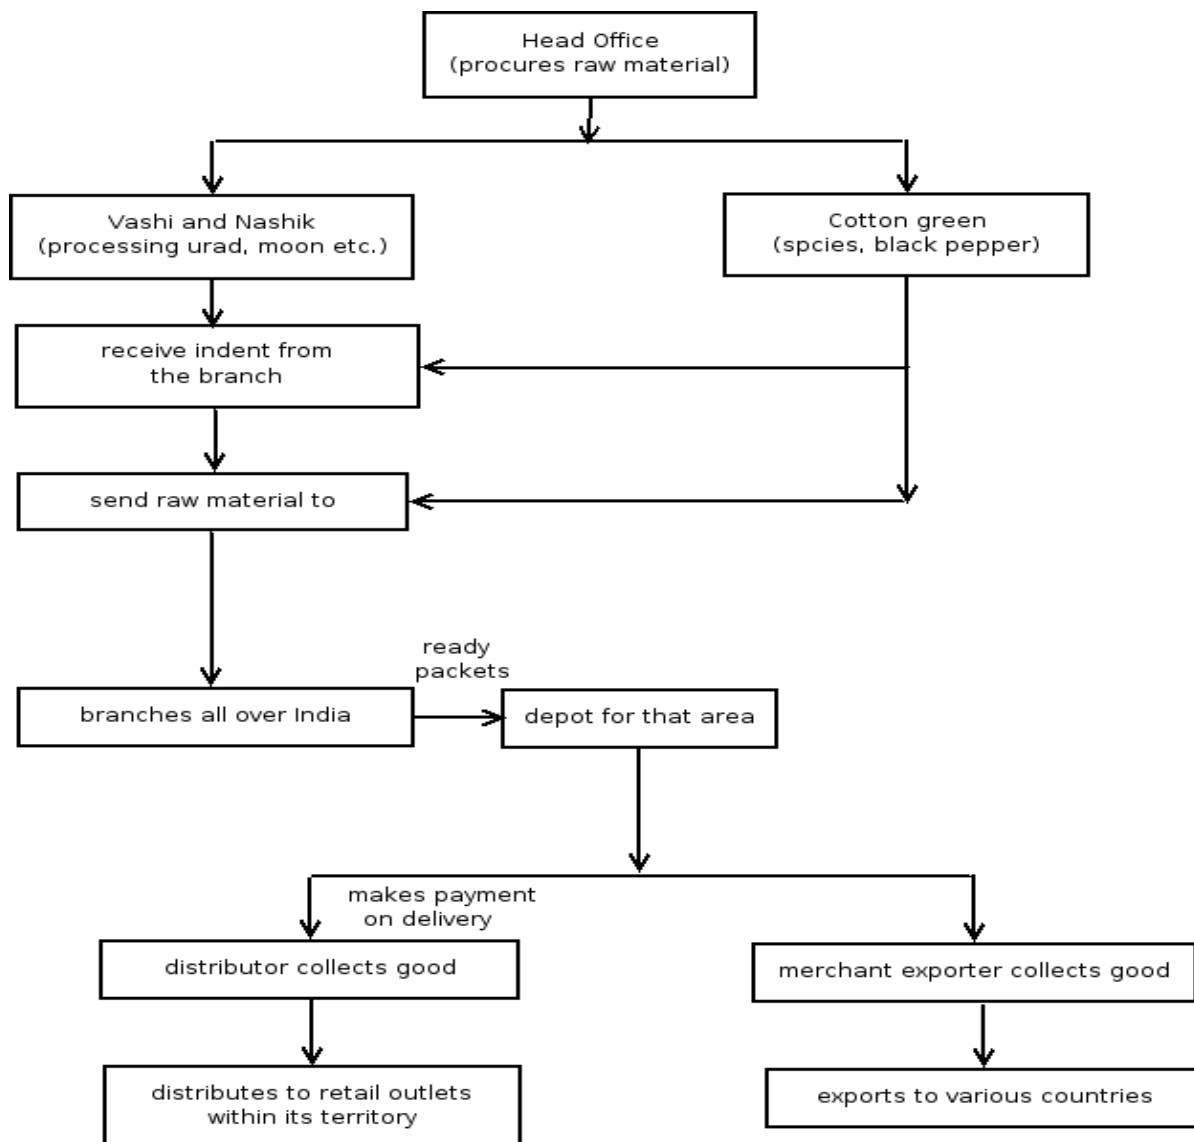 Head Office
(procures raw material)
Vashi and Nashik
(processing urad, moon etc.)
Cotton green
(spcies, black pepper)
receive indent from
the branch
send raw material to
ready
packets
branches all over India
depot for that area
makes payment
on delivery
distributor collects good
merchant exporter collects good
distributes to retail outlets
within its territory
exports to various countries